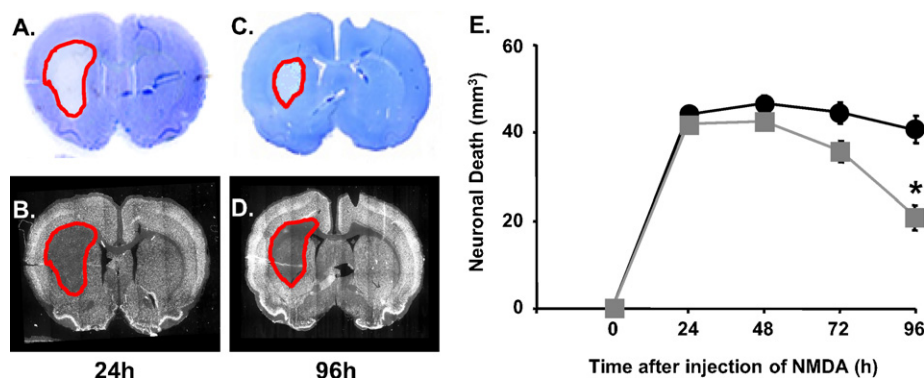 A.
C.
E.
B.
D.
24h
96h
Neuronal Death (mm³)
60
40
20
0
*
0 24 48 72 96
Time after injection of NMDA (h)